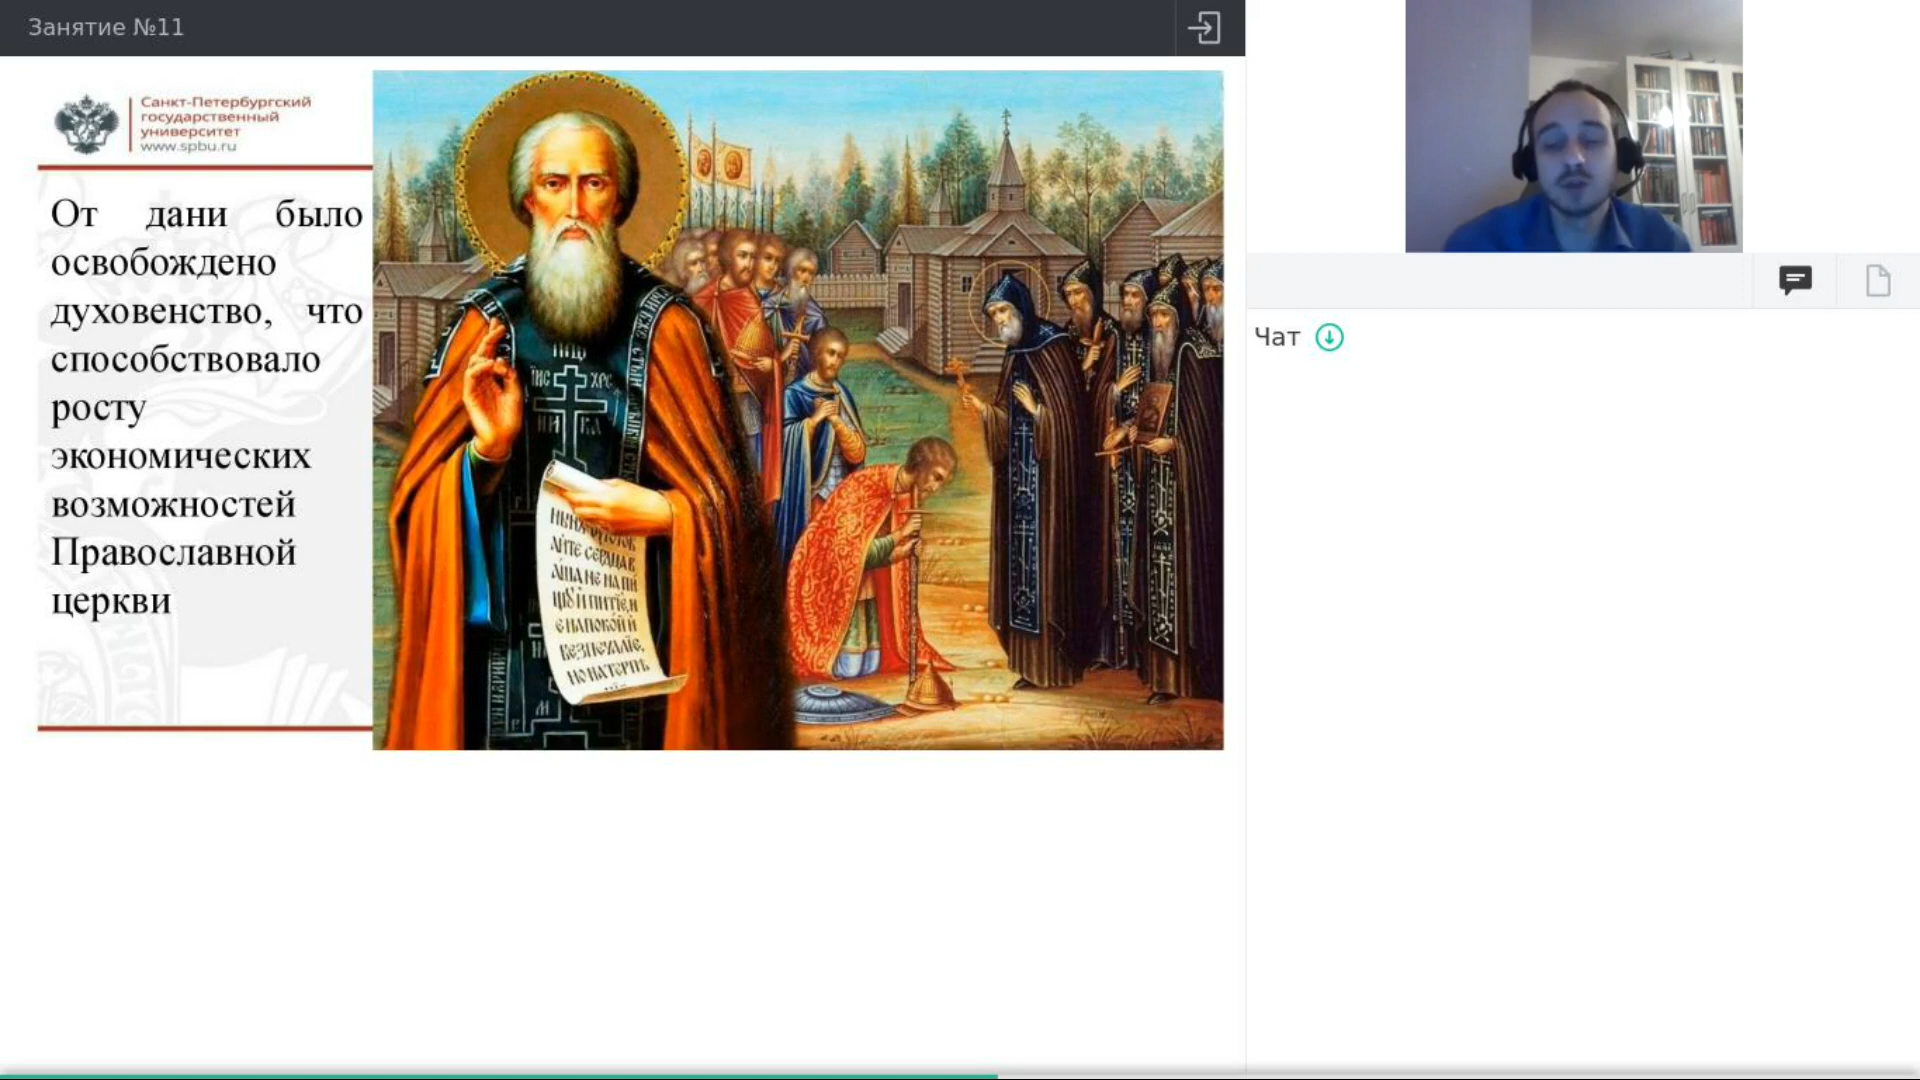 Занятие №11
Санкт-Петербургский
государственный
университет
www.spbu.ru
От дани было
освобождено
духовенство, что
способствовало
росту
экономических
возможностей
Православной
церкви
Чат